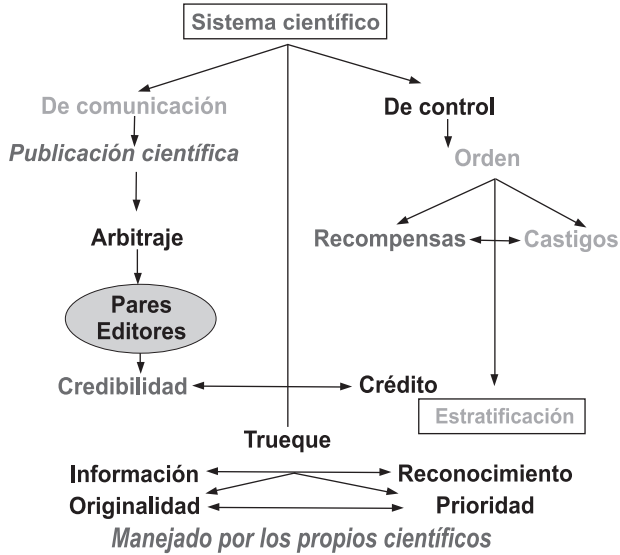 Sistema científico
De comunicación
De control
Publicación científica
Orden
Arbitraje
Recompensas
Castigos
Pares
Editores
Credibilidad
Crédito
Estratificación
Trueque
Información
Reconocimiento
Originalidad
Prioridad
Manejado por los propios científicos